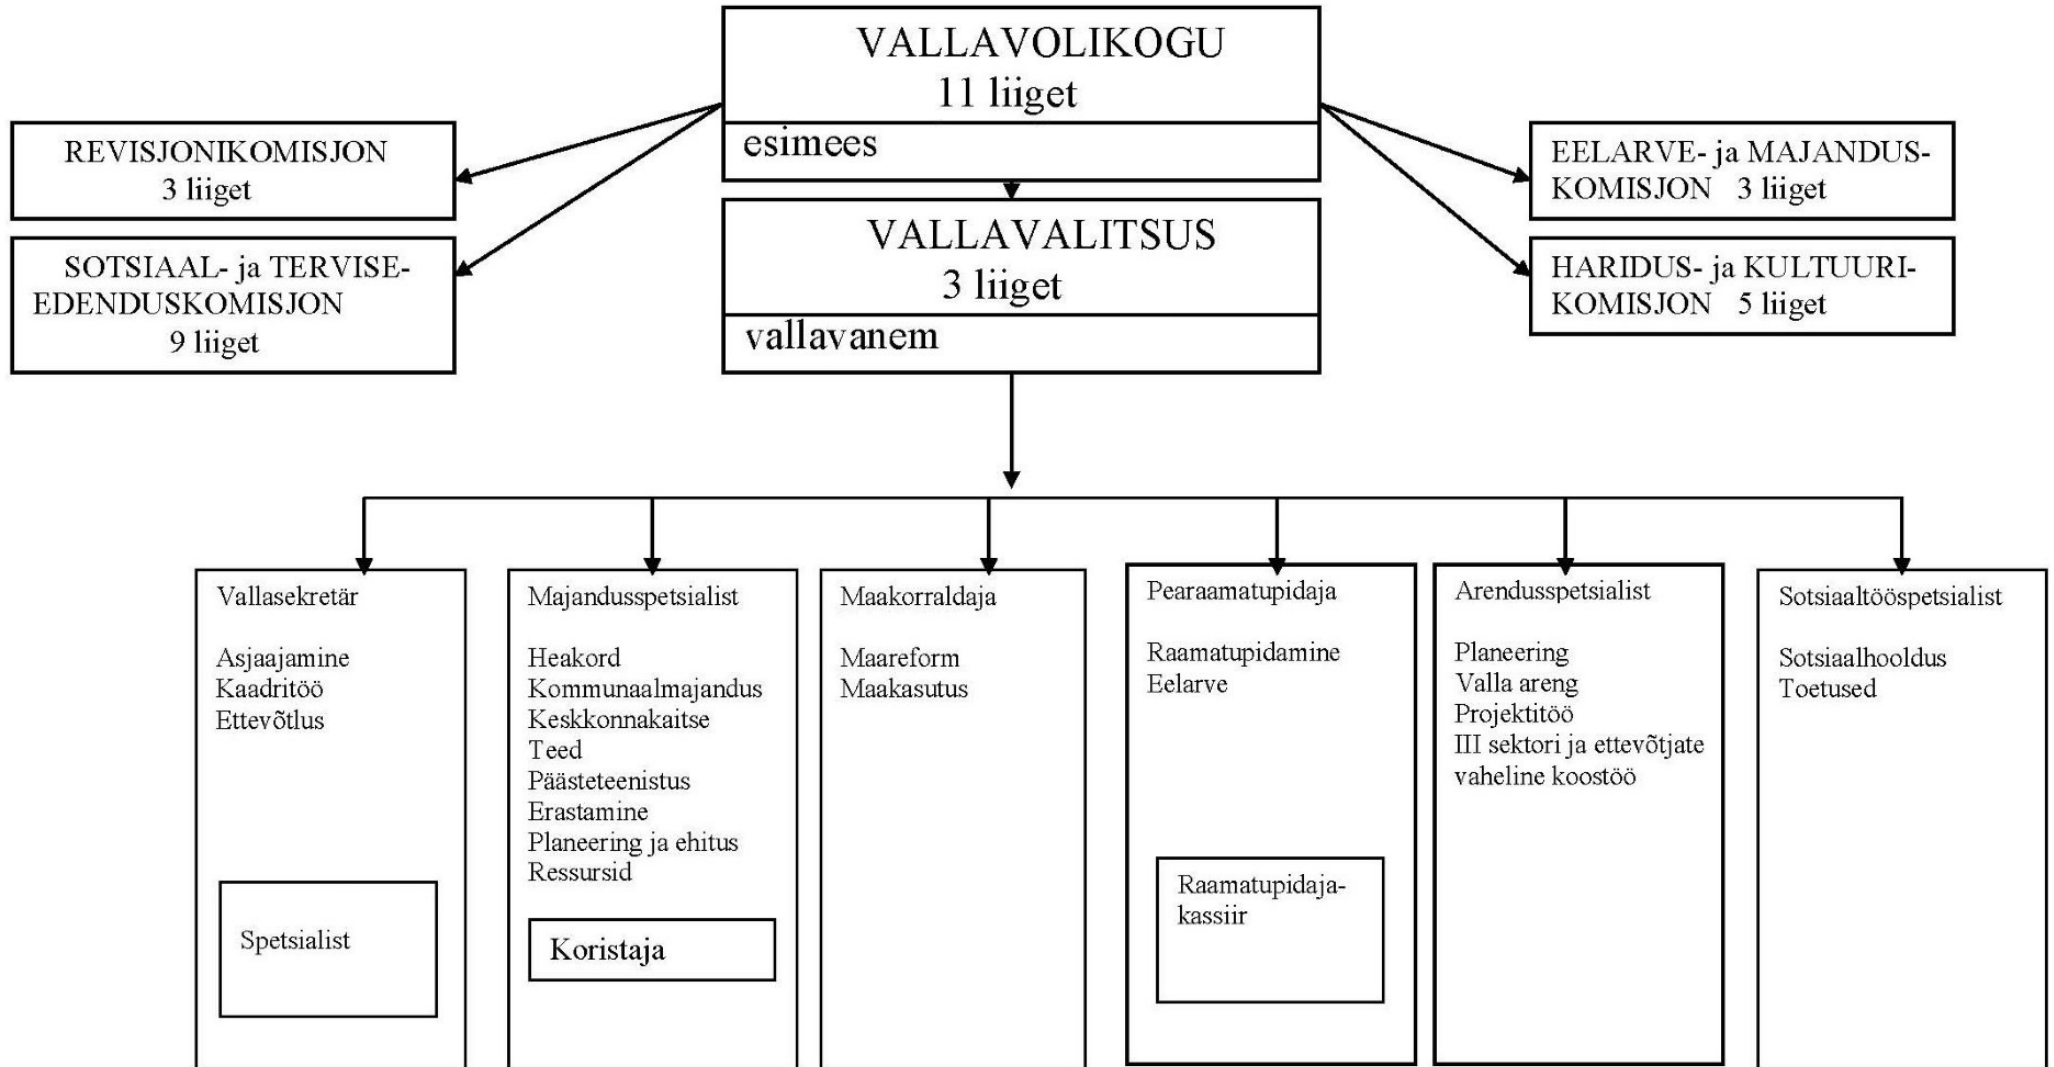 VALLAVOLIKOGU
11 liiget
esimees
REVISJONIKOMISJON
3 liiget
SOTSIAAL- ja TERVISE-
EDENDUSKOMISJON
9 liiget
EELARVE- ja MAJANDUS-
KOMISJON 3 liiget
HARIDUS- ja KULTUURI-
KOMISJON 5 liiget
VALLAVALITSUS
3 liiget
vallavanem
Vallasekretär
Asjaajamine
Kaadritöö
Ettevõtlus
Spetsialist
Majandusspetsialist
Heakord
Kommunaalmajandus
Keskkonnakaitse
Teed
Päästeteenistus
Erastamine
Planeering ja ehitus
Ressursid
Koristaja
Maakorraldaja
Maareform
Maakasutus
Pearaamatupidaja
Raamatupidamine
Eelarve
Raamatupidaja-
kassiir
Arendusspetsialist
Planeering
Valla areng
Projektitöö
III sektori ja ettevõtjate
vaheline koostöö
Sotsiaaltööspetsialist
Sotsiaalhooldus
Toetused